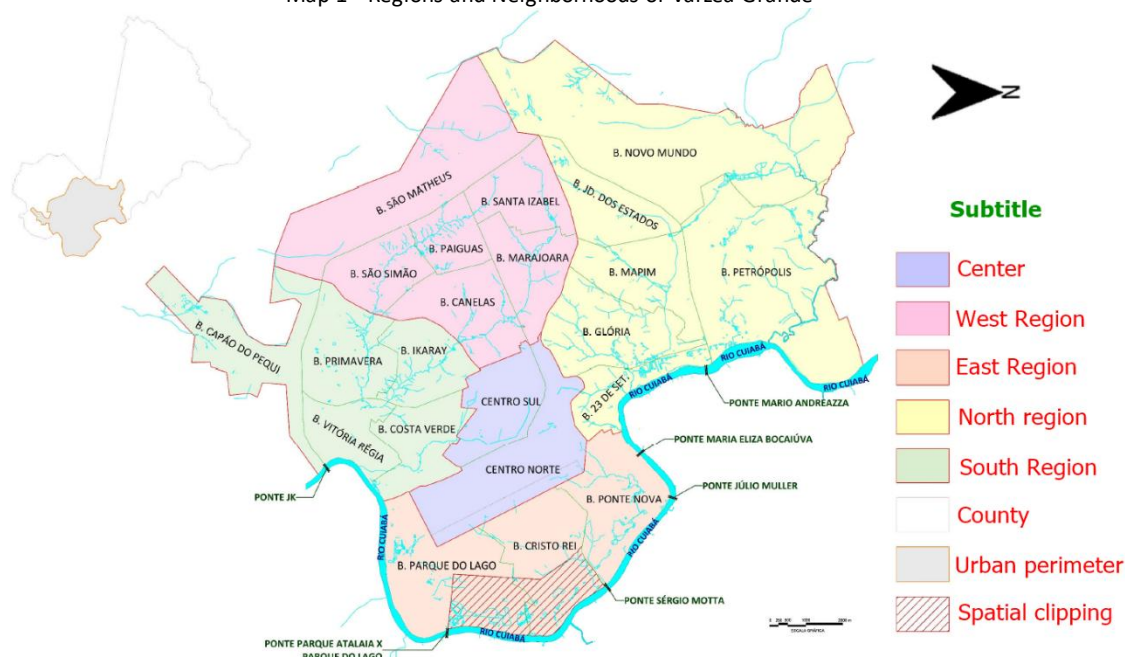 Map 1 - Regions and Neighborhoods of Várzea Grande
N
B. NOVO MUNDO
B. SÃO MATHEUS
B. SANTA IZABEL
B. JD. DOS ESTADOS
B. PAIGUAS
B. MARAJOARA
B. SÃO SIMÃO
B. MAPIM
B. PETRÓPOLIS
B. CANELAS
B. CAPÃO DO PEQUI
B. GLÓRIA
B. PRIMAVERA
B. IKARAY
RIO CUIABÁ
RIO CUIABÁ
RIO CUIABÁ
B. 23 DE SET.
CENTRO SUL
PONTE MARIO ANDREAZZA
B. VITÓRIA RÉGIA
B. COSTA VERDE
PONTE MARIA ELIZA BOCAIÚVA
CENTRO NORTE
PONTE JK
B. PONTE NOVA
PONTE JÚLIO MULLER
RIO CUIABÁ
RIO CUIABÁ
B. CRISTO REI
B. PARQUE DO LAGO
PONTE SÉRGIO MOTTA
RIO CUIABÁ
PONTE PARQUE ATALAIA X
PARQUE DO LAGO
Subtitle
Center
West Region
East Region
North region
South Region
County
Urban perimeter
Spatial clipping